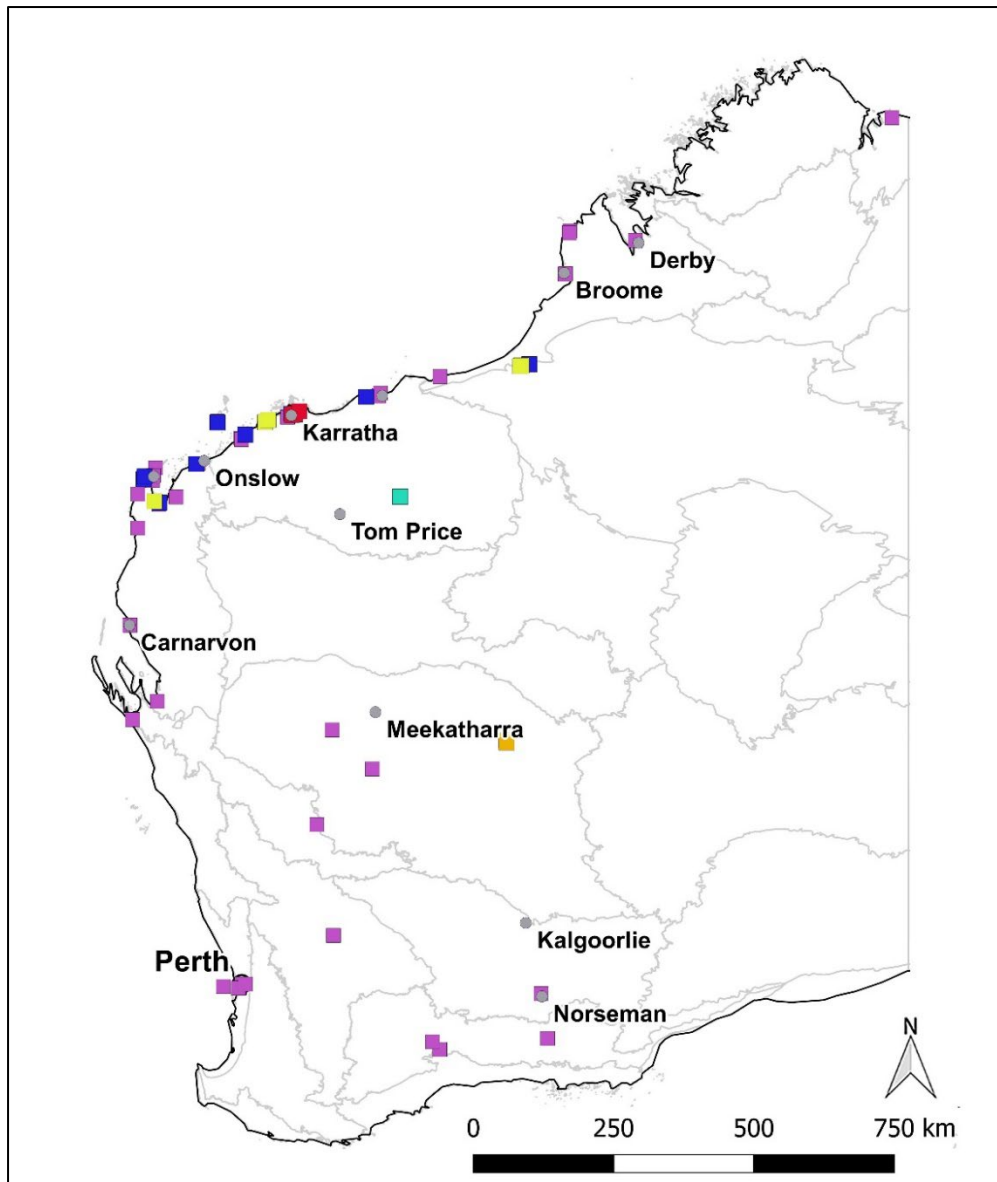 Derby
Broome
Karratha
Onslow
Tom Price
Carnarvon
Meekatharra
Kalgoorlie
Perth
Norseman
N
0 250 500 750 km